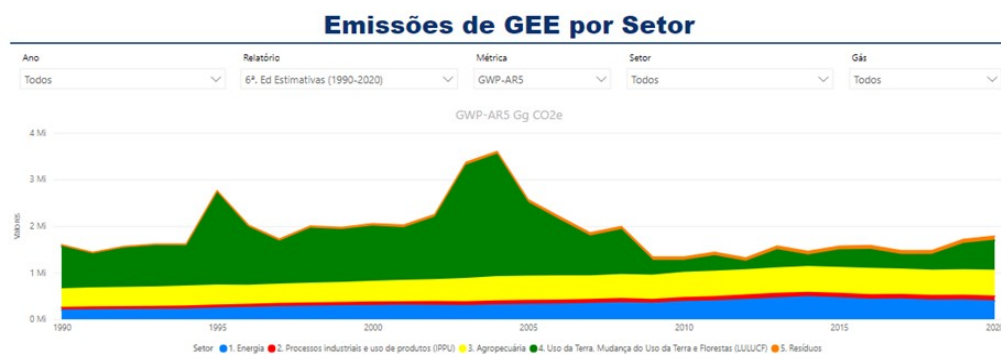 Emissões de GEE por Setor
Ano Relatório Métrica Setor Gás
Todos 6ª. Ed Estimativas (1990-2020) GWP-AR5 Todos Todos
GWP-AR5 Gg CO2e
4 Mi
3 Mi
2 Mi
1 Mi
0 Mi
Valores
1990 1995 2000 2005 2010 2015 202
Setor 1. Energia 2. Processos industriais e uso de produtos (IPPU) 3. Agropecuária 4. Uso da Terra, Mudança do Uso da Terra e Florestas (LULUCF) 5. Resíduos